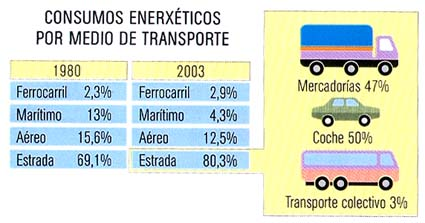 CONSUMOS ENERXÉTICOS
POR MEDIO DE TRANSPORTE
1980
Ferrocarril 2,3%
Marítimo 13%
Aéreo 15,6%
Estrada 69,1%
2003
Ferrocarril 2,9%
Marítimo 4,3%
Aéreo 12,5%
Estrada 80,3%
Mercadorías 47%
Coche 50%
Transporte colectivo 3%